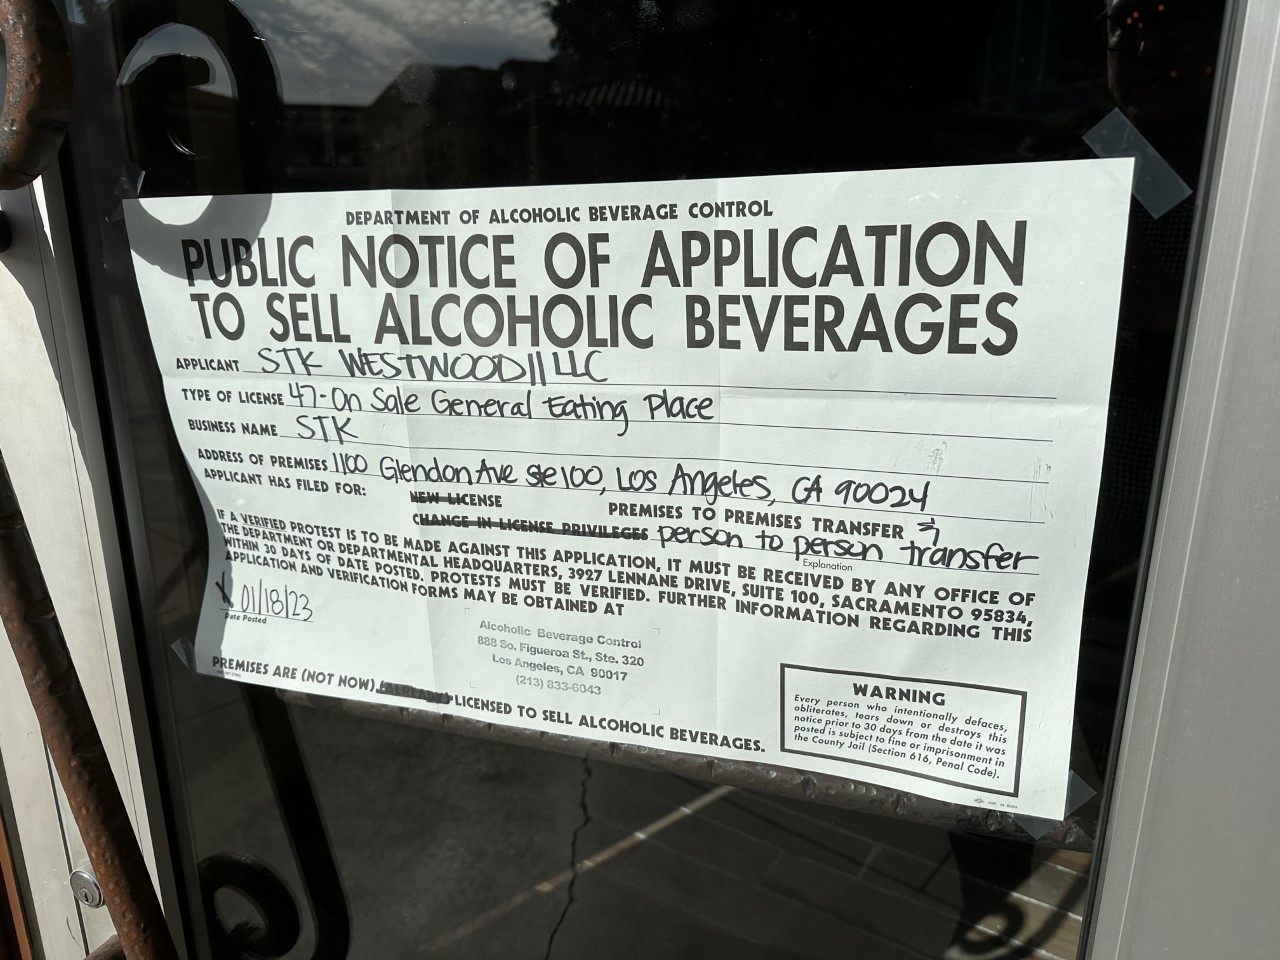 DEPARTMENT OF ALCOHOLIC BEVERAGE CONTROL
PUBLIC NOTICE OF APPLICATION
TO SELL ALCOHOLIC BEVERAGES
APPLICANT STK WESTWOOD II LLC
TYPE OF LICENSE 47-On Sale General Eating Place
BUSINESS NAME STK
ADDRESS OF PREMISES 1100 Glendon Ave Ste 100, Los Angeles, CA 90024
APPLICANT HAS FILED FOR: NEW LICENSE PREMISES TO PREMISES TRANSFER &
CHANGE IN LICENSE PRIVILEGES person to person transfer
Explanation
IF A VERIFIED PROTEST IS TO BE MADE AGAINST THIS APPLICATION, IT MUST BE RECEIVED BY ANY OFFICE OF
THE DEPARTMENT OR DEPARTMENTAL HEADQUARTERS, 3927 LENNANE DRIVE, SUITE 100, SACRAMENTO 95834,
WITHIN 30 DAYS OF DATE POSTED. PROTESTS MUST BE VERIFIED. FURTHER INFORMATION REGARDING THIS
APPLICATION AND VERIFICATION FORMS MAY BE OBTAINED AT
X 01/18/23
Date Posted
Alcoholic Beverage Control
888 So. Figueroa St., Ste. 320
Los Angeles, CA 90017
(213) 833-6043
PREMISES ARE (NOT NOW) (ALREADY) LICENSED TO SELL ALCOHOLIC BEVERAGES.
WARNING
Every person who intentionally defaces,
obliterates, tears down or destroys this
notice prior to 30 days from the date it was
posted is subject to fine or imprisonment in
the County Jail (Section 616, Penal Code).